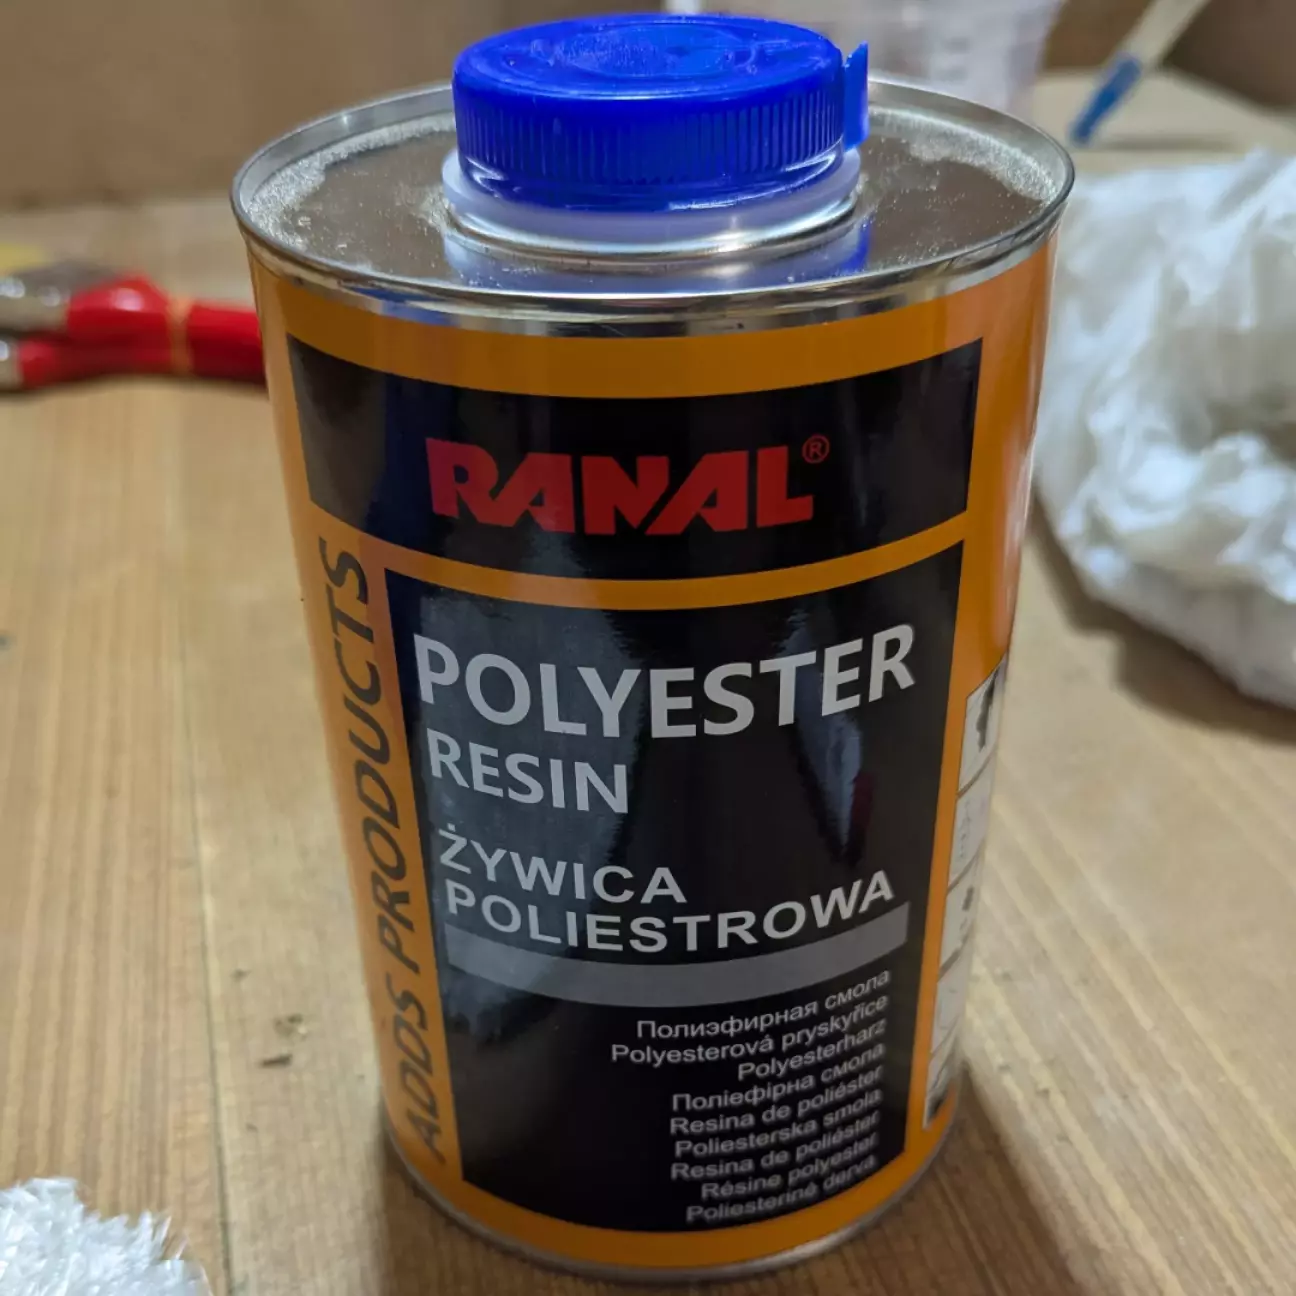 RANAL®
ADDS PRODUCTS
POLYESTER
RESIN
ŻYWICA
POLIESTROWA
Полиэфирная смола
Polyesterová pryskyřice
Polyesterharz
Поліефірна смола
Resina de poliéster
Poliesterska smola
Resina de poliéster
Résine polyester
Poliesterinė derva